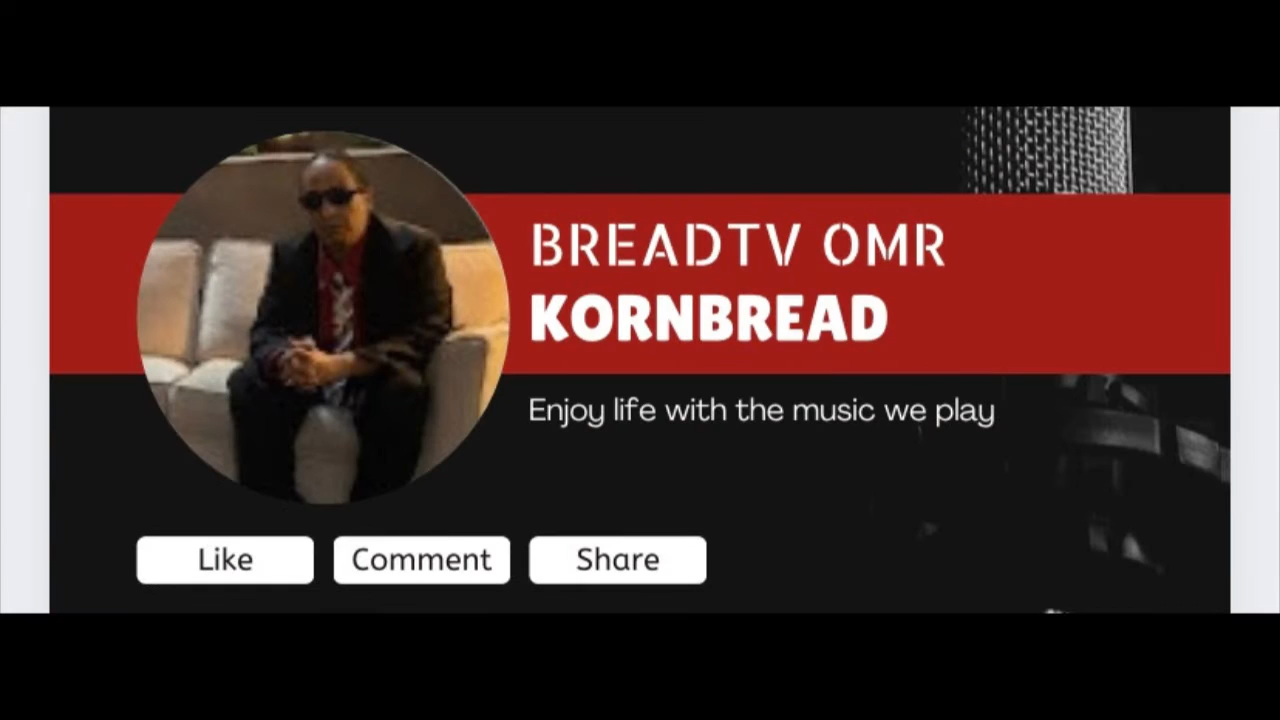 BREADTV OMR
KORNBREAD
Enjoy life with the music we play
Like Comment Share